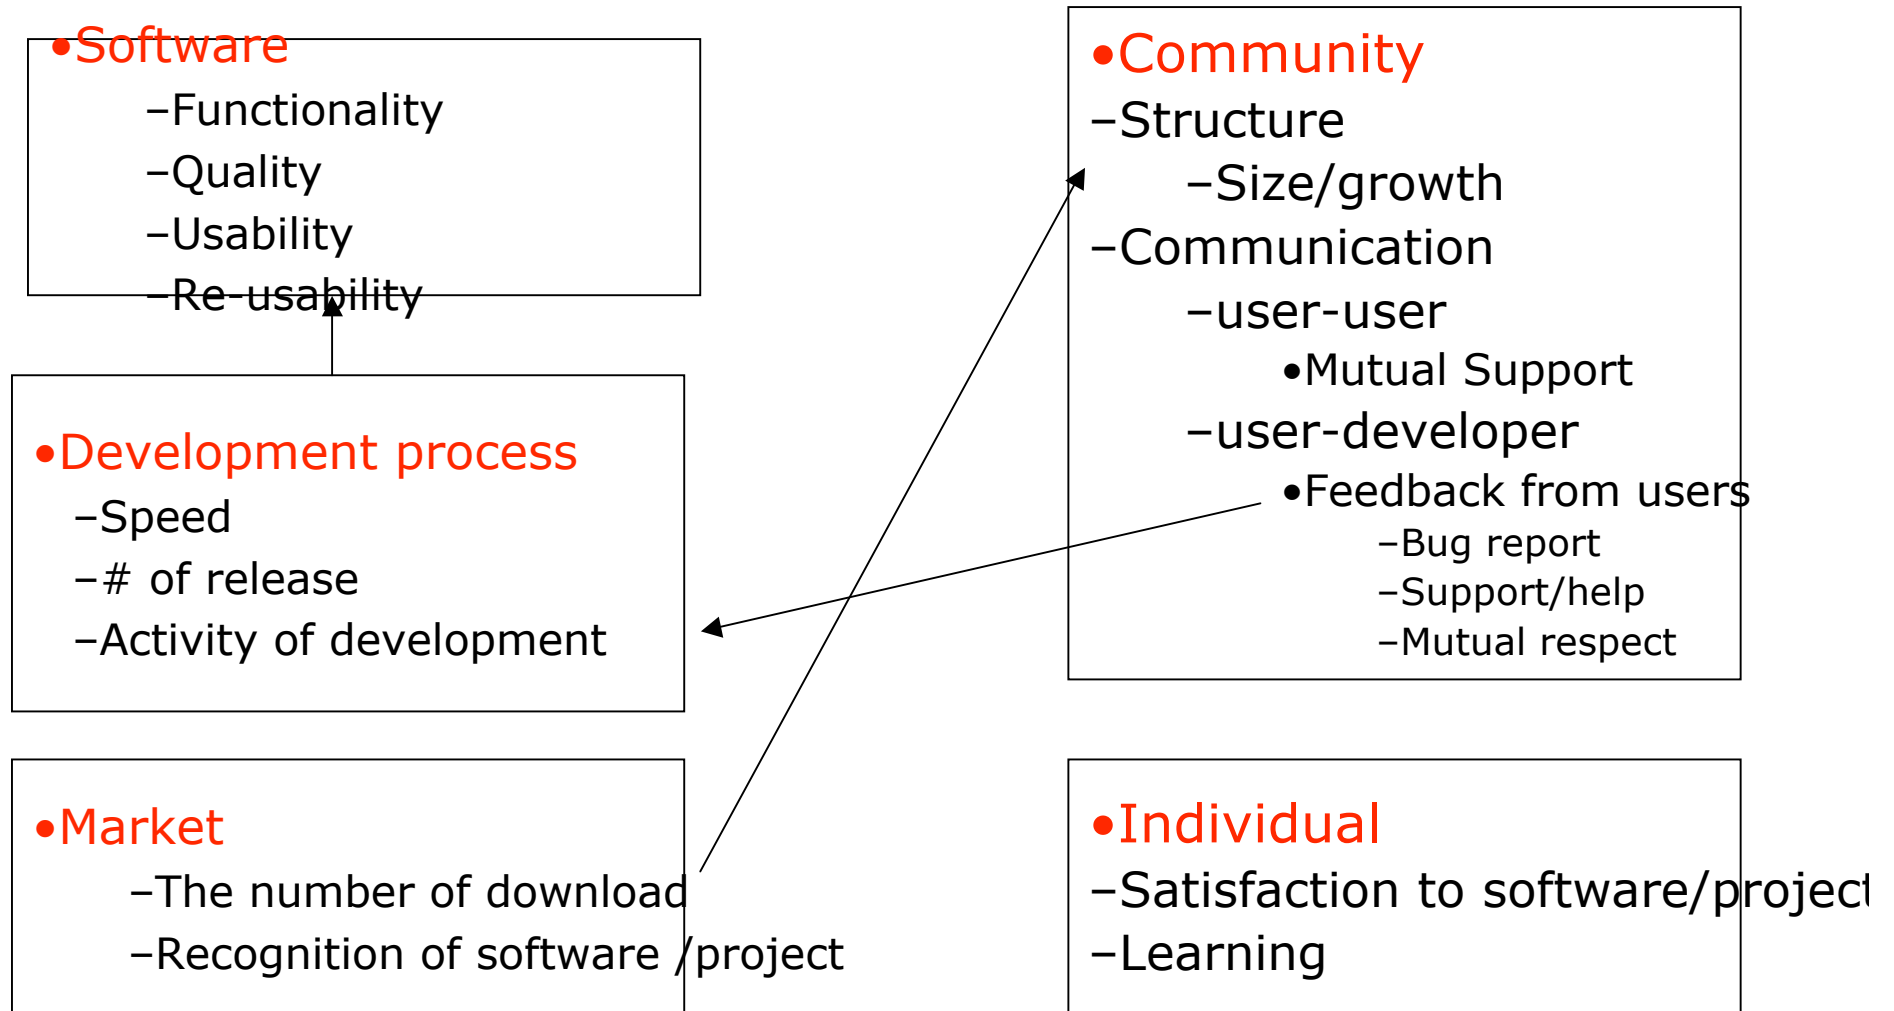 •Software
–Functionality
–Quality
–Usability
–Re-usability
•Development process
–Speed
–# of release
–Activity of development
•Market
–The number of download
–Recognition of software /project
•Community
–Structure
–Size/growth
–Communication
–user-user
•Mutual Support
–user-developer
•Feedback from users
–Bug report
–Support/help
–Mutual respect
•Individual
–Satisfaction to software/project
–Learning